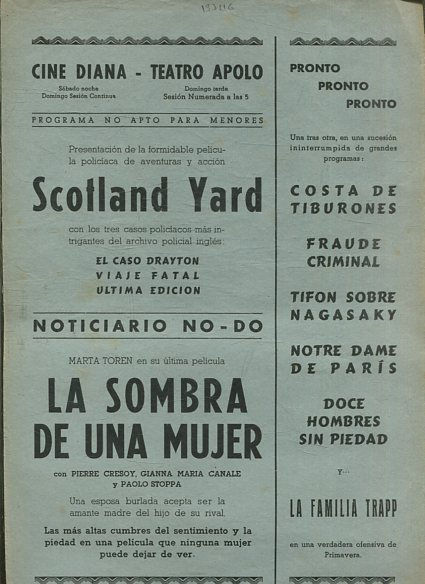 CINE DIANA - TEATRO APOLO
Sábado noche
Domingo Sesión Continua
Domingo tarde
Sesión Numerada a las 5
PROGRAMA NO APTO PARA MENORES
Presentación de la formidable pelicu-
la policíaca de aventuras y acción
Scotland Yard
con los tres casos policíacos más in-
trigantes del archivo policial inglés:
EL CASO DRAYTON
VIAJE FATAL
ULTIMA EDICION
NOTICIARIO NO-DO
MARTA TOREN en su última película
LA SOMBRA
DE UNA MUJER
con PIERRE CRESOY, GIANNA MARIA CANALE
y PAOLO STOPPA
Una esposa burlada acepta ser la
amante madre del hijo de su rival.
Las más altas cumbres del sentimiento y la
piedad en una película que ninguna mujer
puede dejar de ver.
PRONTO
PRONTO
PRONTO
Una tras otra, en una sucesión
ininterrumpida de grandes
programas:
COSTA DE
TIBURONES
FRAUDE
CRIMINAL
TIFON SOBRE
NAGASAKY
NOTRE DAME
DE PARÍS
DOCE
HOMBRES
SIN PIEDAD
Y...
LA FAMILIA TRAPP
en una verdadera ofensiva de
Primavera.